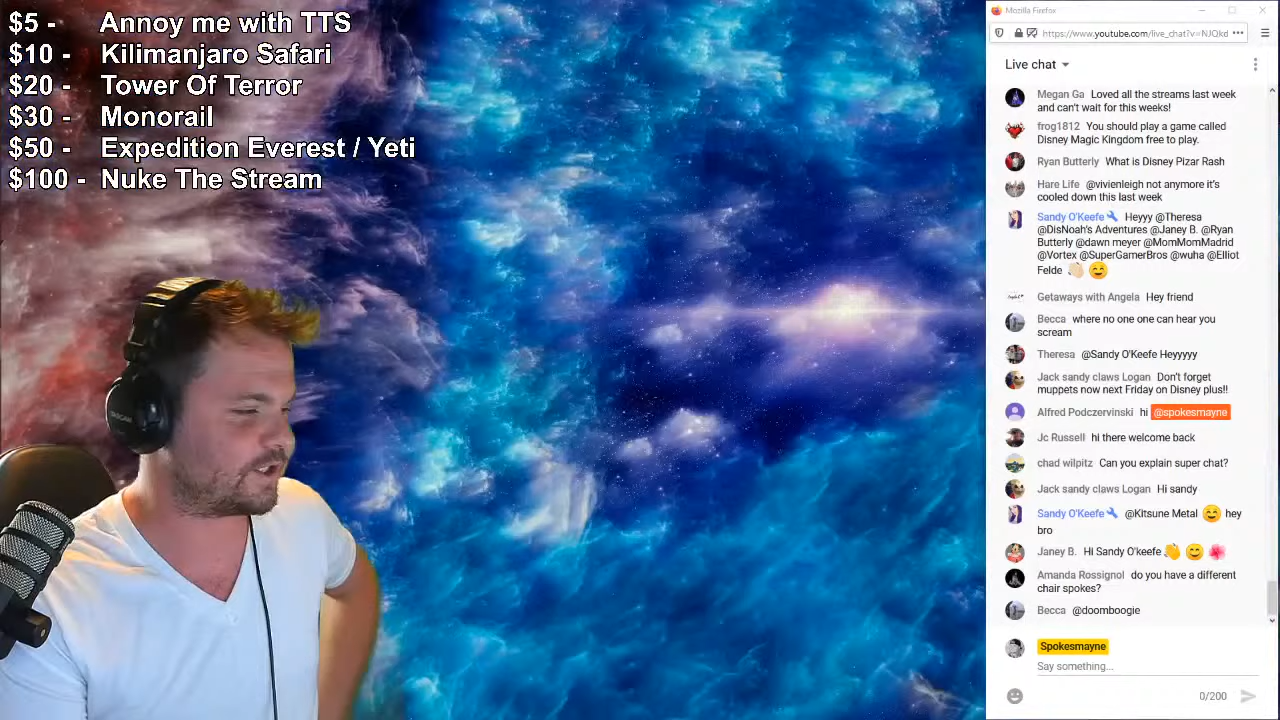 $5 - Annoy me with TTS
$10 - Kilimanjaro Safari
$20 - Tower Of Terror
$30 - Monorail
$50 - Expedition Everest / Yeti
$100 - Nuke The Stream
Mozilla Firefox
https://www.youtube.com/live_chat?v=NJQkd
Live chat
Megan Ga Loved all the streams last week
and can't wait for this weeks!
frog1812 You should play a game called
Disney Magic Kingdom free to play.
Ryan Butterly What is Disney Pizar Rash
Hare Life @vivienleigh not anymore it's
cooled down this last week
Sandy O'Keefe Heyyy @Theresa
@DisNoah's Adventures @Janey B. @Ryan
Butterly @dawn meyer @MomMomMadrid
@Vortex @SuperGamerBros @wuha @Elliot
Felde
Getaways with Angela Hey friend
Becca where no one one can hear you
scream
Theresa @Sandy O'Keefe Heyyyyy
Jack sandy claws Logan Don't forget
muppets now next Friday on Disney plus!!
Alfred Podczervinski hi @spokesmayne
Jc Russell hi there welcome back
chad wilpitz Can you explain super chat?
Jack sandy claws Logan Hi sandy
Sandy O'Keefe @Kitsune Metal 😊 hey
bro
Janey B. Hi Sandy O'keefe 👋 😊 🌸
Amanda Rossignol do you have a different
chair spokes?
Becca @doomboogie
Spokesmayne
Say something...
0/200